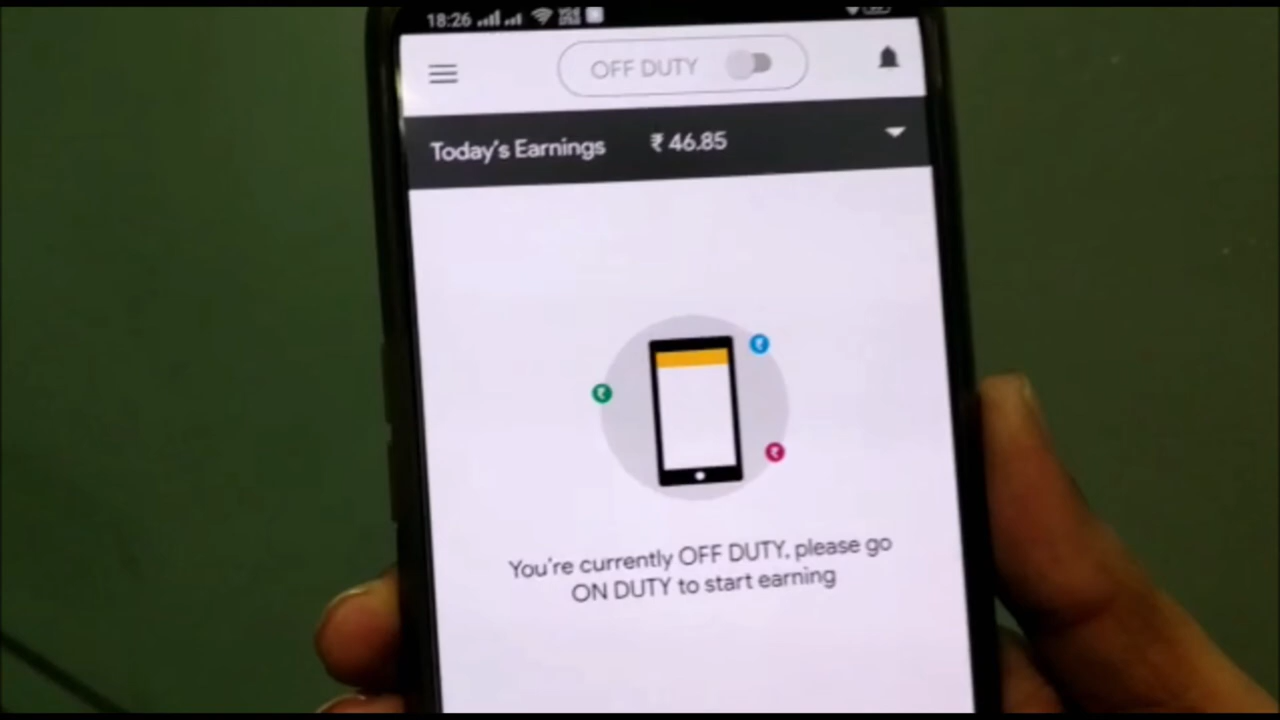 18:26
OFF DUTY
Today's Earnings ₹ 46.85
You're currently OFF DUTY, please go
ON DUTY to start earning